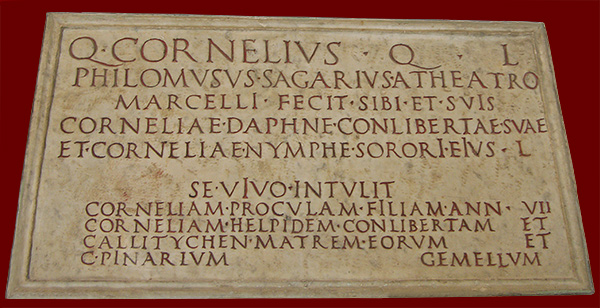 Q · CORNELIVS · Q · L
PHILOMVSVS · SAGARIVS A THEATRO
MARCELLI · FECIT · SIBI · ET · SVIS
CORNELIAE · DAPHNE · CONLIBERTAE · SVAE
ET · CORNELIAE NYMPHE · SORORI · EIVS · L
SE · VIVO · INTVLIT
CORNELIAM · PROCVLAM · FILIAM · ANN · VII
CORNELIAM · HELPIDEM · CONLIBERTAM ET
CALLITYCHEN · MATREM · EORVM ET
C · PINARIVM GEMELLVM